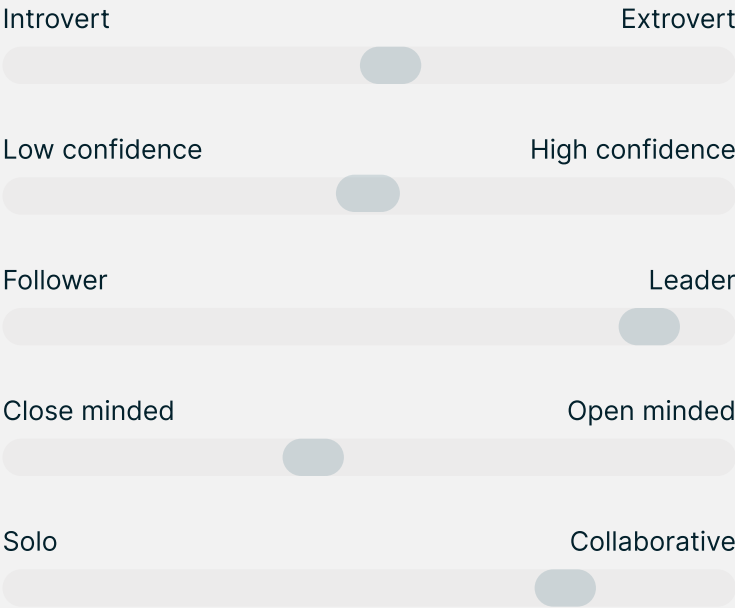 Introvert Extrovert
Low confidence High confidence
Follower Leader
Close minded Open minded
Solo Collaborative